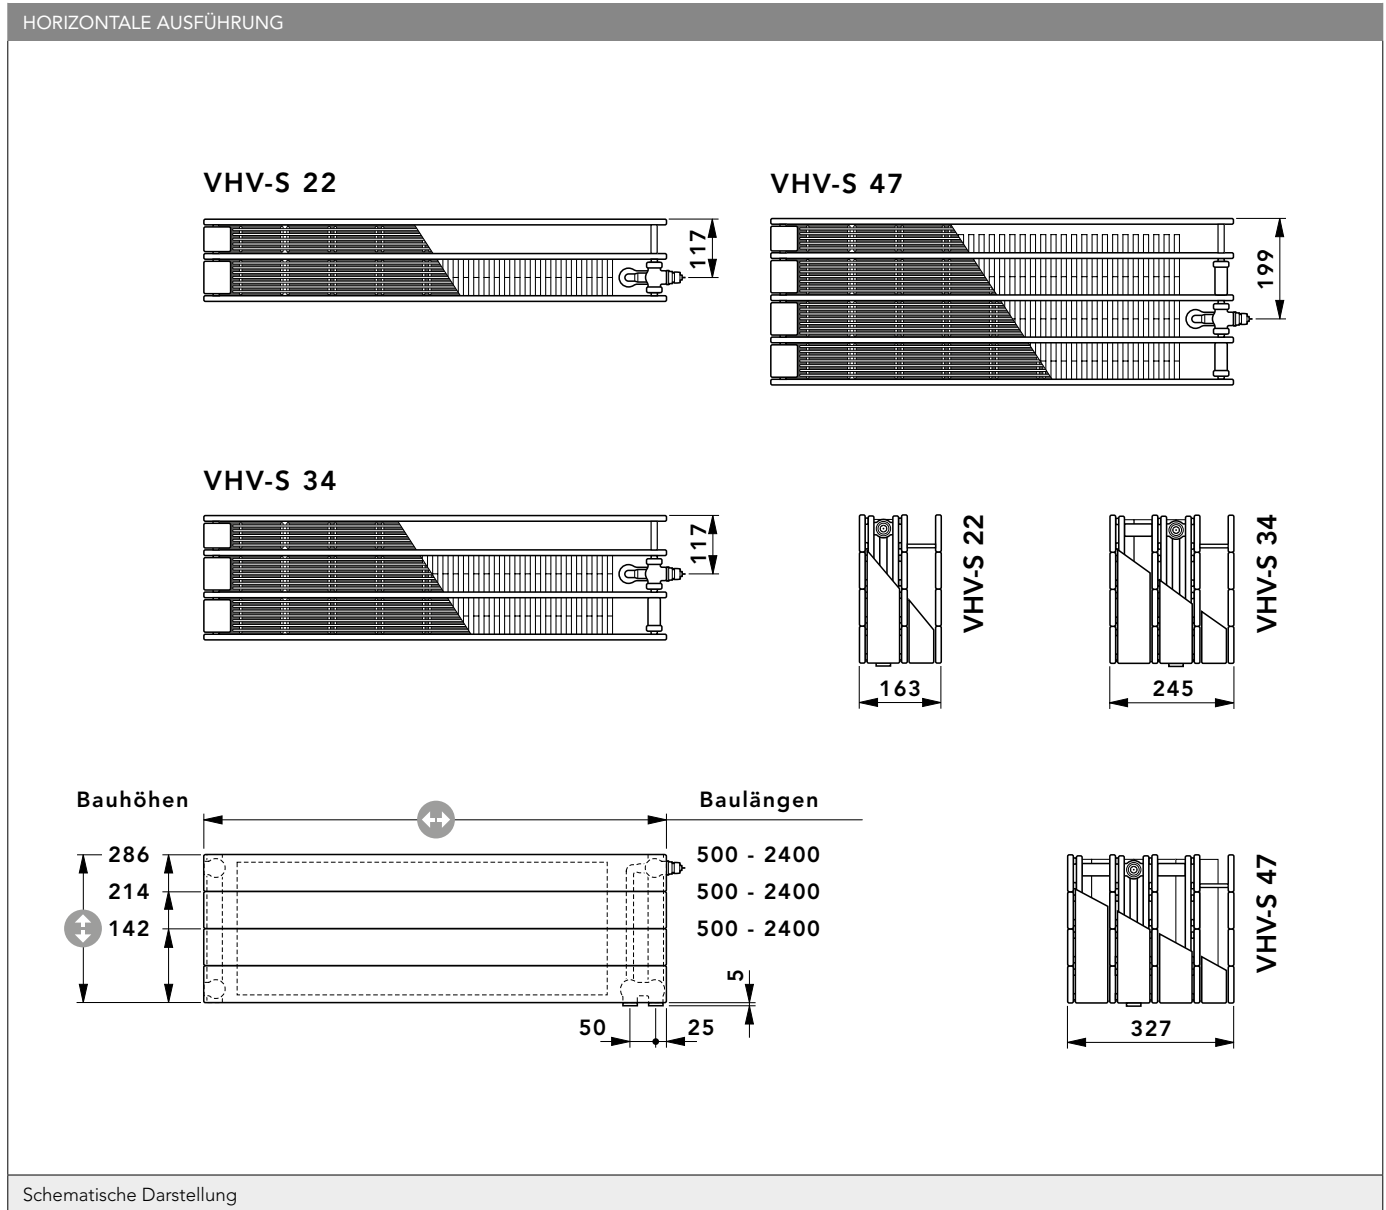 HORIZONTALE AUSFÜHRUNG
VHV-S 22
117
VHV-S 47
199
VHV-S 34
117
VHV-S 22
163
VHV-S 34
245
Bauhöhen
Baulängen
286
500 - 2400
214
500 - 2400
142
500 - 2400
5
50
25
VHV-S 47
327
Schematische Darstellung